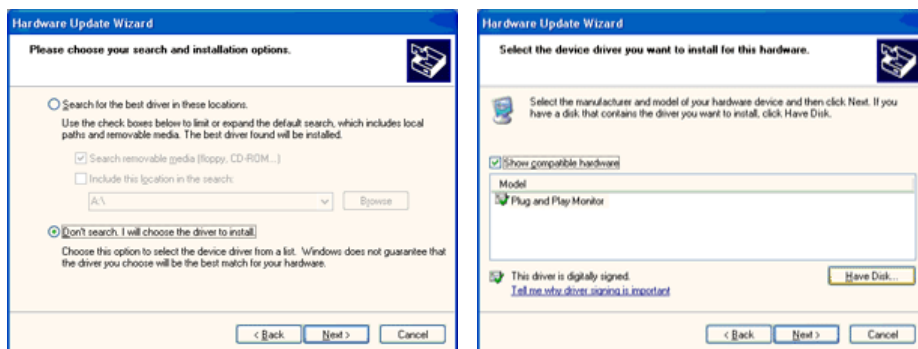 Hardware Update Wizard
Please choose your search and installation options.
Search for the best driver in these locations.
Use the check boxes below to limit or expand the default search, which includes local
paths and removable media. The best driver found will be installed.
Search removable media (floppy, CD-ROM...)
Include this location in the search:
A:\
Browse
Don't search. I will choose the driver to install.
Choose this option to select the device driver from a list. Windows does not guarantee that
the driver you choose will be the best match for your hardware.
< Back
Next >
Cancel
Hardware Update Wizard
Select the device driver you want to install for this hardware.
Select the manufacturer and model of your hardware device and then click Next. If you
have a disk that contains the driver you want to install, click Have Disk.
Show compatible hardware
Model
Plug and Play Monitor
This driver is digitally signed.
Tell me why driver signing is important
Have Disk...
< Back
Next >
Cancel